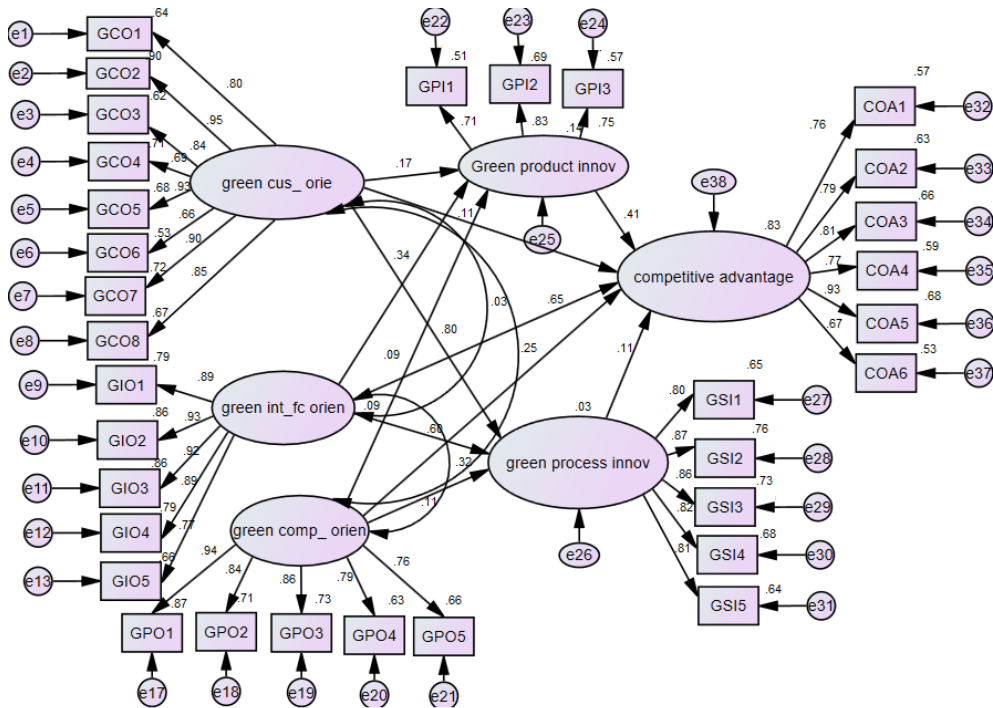 e1
GCO1
.64
e2
GCO2
.90
e3
GCO3
.62
e4
GCO4
.71
e5
GCO5
.68
e6
GCO6
.53
e7
GCO7
.72
e8
GCO8
.67
.80
.95
.84
.69
.93
.66
.90
.85
green cus_ orie
e22
e23
e24
.51
.69
.57
GPI1
GPI2
GPI3
.71
.83
.75
.14
Green product innov
e25
.17
.11
.34
.03
.41
e38
.83
competitive advantage
.57
COA1
e32
.63
COA2
e33
.66
COA3
e34
.59
COA4
e35
.68
COA5
e36
.53
COA6
e37
.76
.79
.81
.77
.93
.67
.65
.80
.25
.09
.09
.60
.32
.11
.11
.79
e9
GIO1
.86
e10
GIO2
.86
e11
GIO3
.79
e12
GIO4
.66
e13
GIO5
.89
.93
.92
.89
.77
green int_fc orien
.03
green process innov
e26
.65
GSI1
e27
.76
GSI2
e28
.73
GSI3
e29
.68
GSI4
e30
.64
GSI5
e31
.80
.87
.86
.82
.81
green comp_ orien
.94
.84
.86
.79
.76
.87
.71
.73
.63
.66
GPO1
GPO2
GPO3
GPO4
GPO5
e17
e18
e19
e20
e21